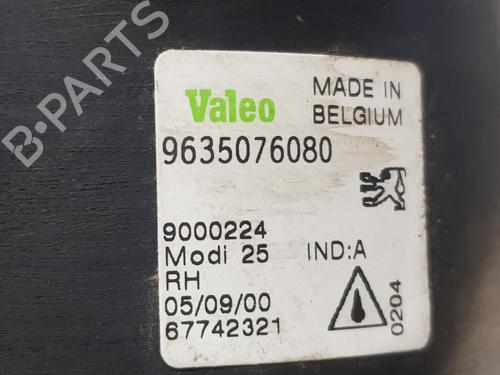 B-PARTS
Valeo
MADE IN
BELGIUM
9635076080
9000224
Modi 25
IND:A
RH
05/09/00
67742321
0204